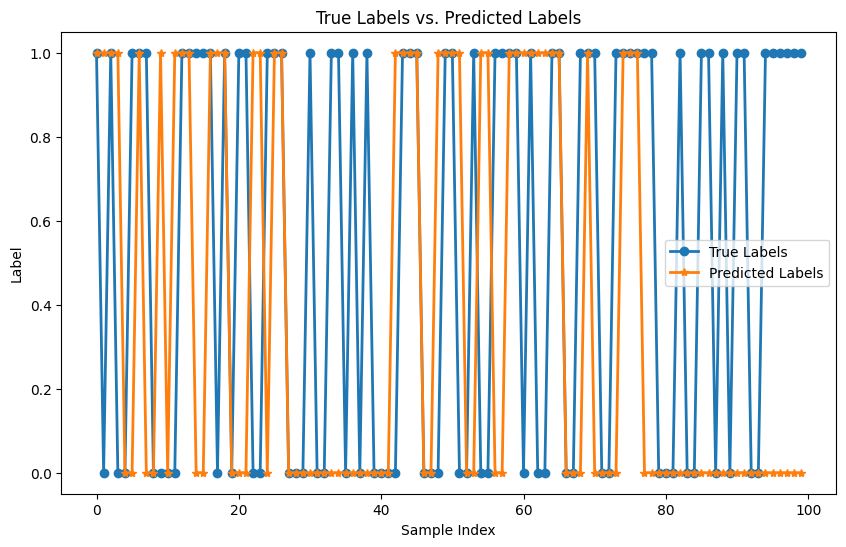 True Labels vs. Predicted Labels
1.0
0.8
0.6
0.4
0.2
0.0
Label
True Labels
Predicted Labels
0
20
40
60
80
100
Sample Index